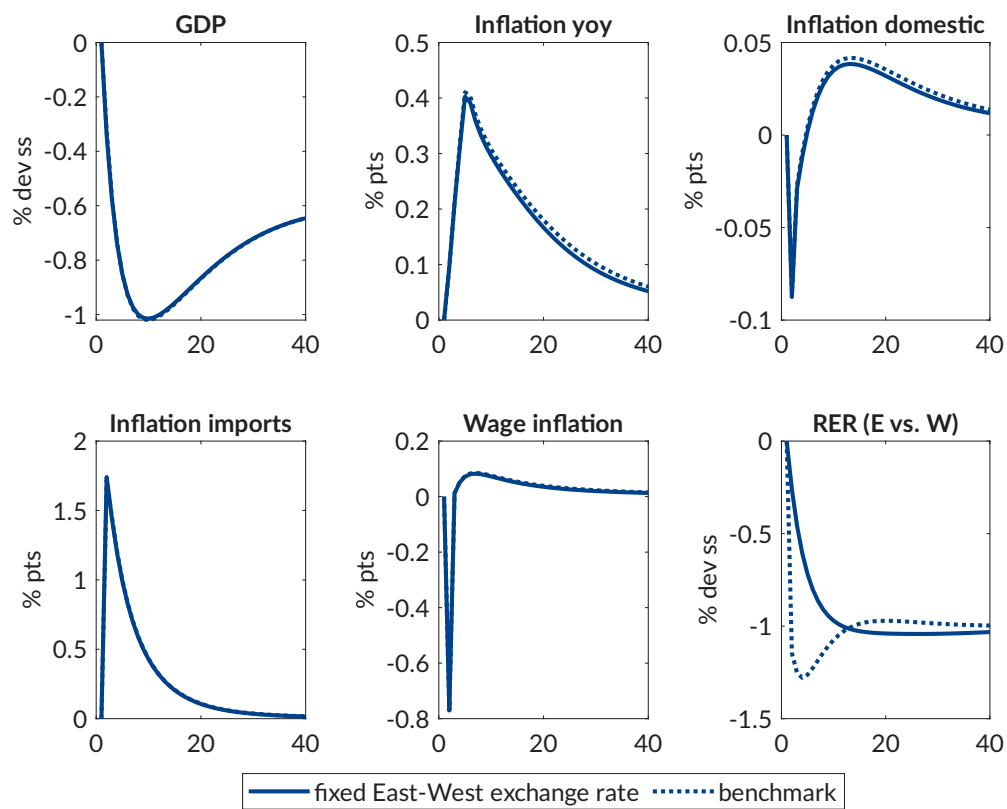 GDP
Inflation yoy
Inflation domestic
0
-0.2
-0.4
-0.6
-0.8
-1
% dev ss
0 20 40
0.5
0.4
0.3
0.2
0.1
0
% pts
0 20 40
0.05
0
-0.05
-0.1
% pts
0 20 40
Inflation imports
Wage inflation
RER (E vs. W)
2
1.5
1
0.5
0
% pts
0 20 40
0.2
0
-0.2
-0.4
-0.6
-0.8
% pts
0 20 40
0
-0.5
-1
-1.5
% dev ss
0 20 40
fixed East-West exchange rate
benchmark